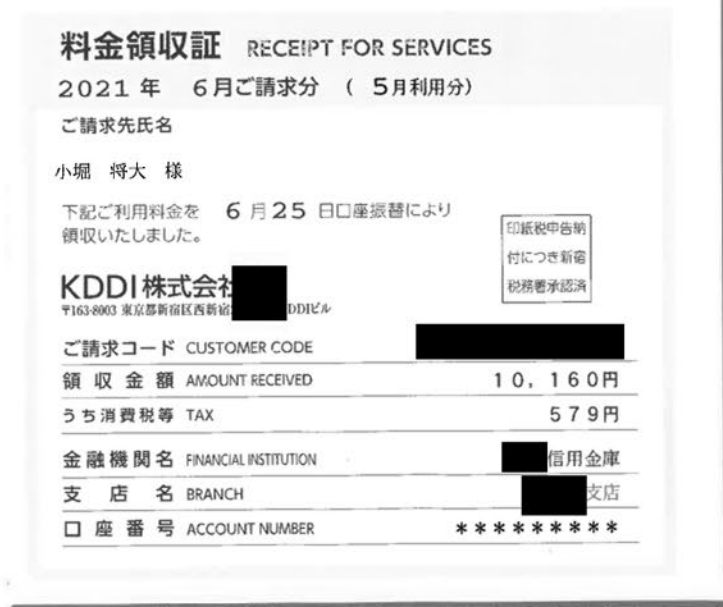 料金領収証 RECEIPT FOR SERVICES
2021年 6月ご請求分 ( 5月利用分)
ご請求先氏名
小堀 将大 様
下記ご利用料金を 6月25日口座振替により
領収いたしました。
印紙税申告納
付につき新宿
税務署承認済
KDDI株式会社
〒163-8003 東京都新宿区西新宿 DDIビル
ご請求コード CUSTOMER CODE
領収金額 AMOUNT RECEIVED 10,160円
うち消費税等 TAX 579円
金融機関名 FINANCIAL INSTITUTION 信用金庫
支店名 BRANCH 支店
口座番号 ACCOUNT NUMBER *********